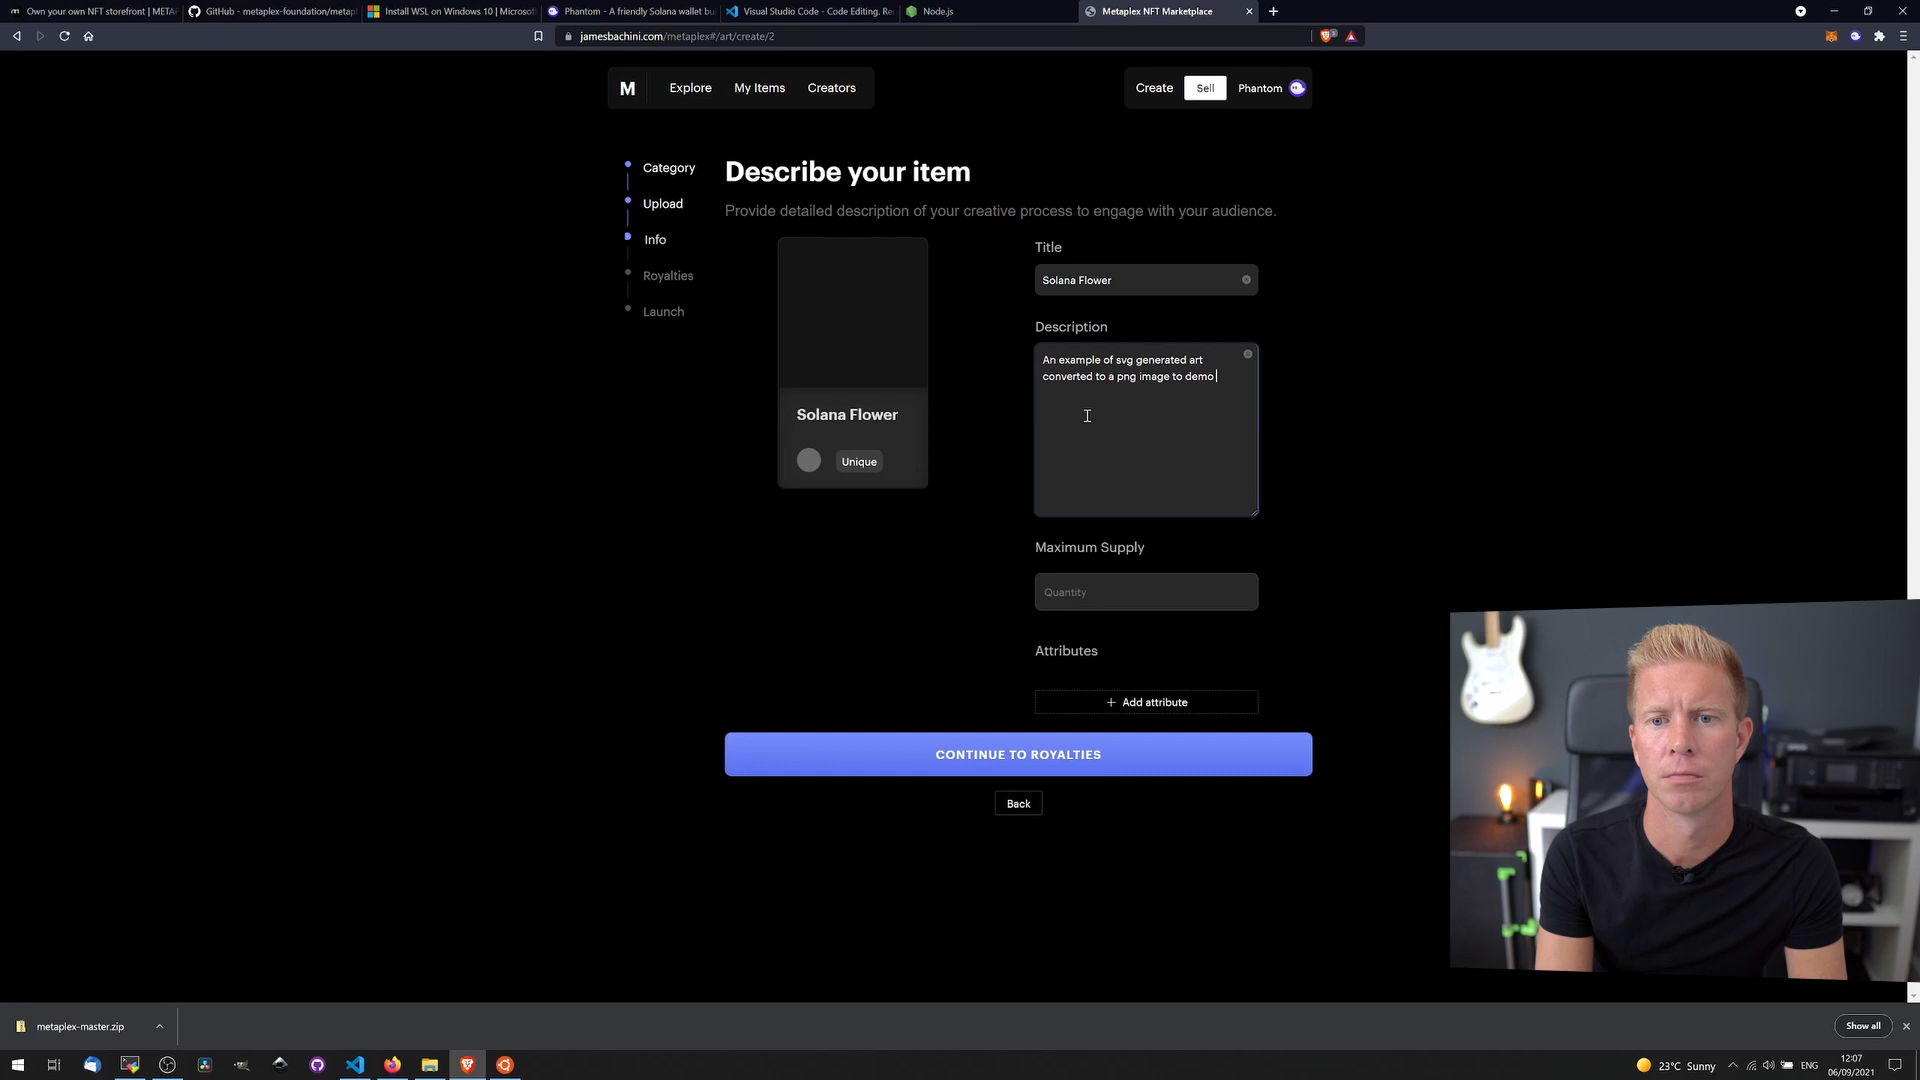 Own your own NFT storefront | META
GitHub - metaplex-foundation/metap
Install WSL on Windows 10 | Microsof
Phantom - A friendly Solana wallet bu
Visual Studio Code - Code Editing. Re
Node.js
Metaplex NFT Marketplace
jamesbachini.com/metaplex#/art/create/2
M
Explore
My Items
Creators
Create
Sell
Phantom
Category
Upload
Info
Royalties
Launch
Describe your item
Provide detailed description of your creative process to engage with your audience.
Solana Flower
Unique
Title
Solana Flower
Description
An example of svg generated art
converted to a png image to demo
Maximum Supply
Quantity
Attributes
+ Add attribute
CONTINUE TO ROYALTIES
Back
metaplex-master.zip
Show all
23°C Sunny
ENG
12:07
06/09/2021